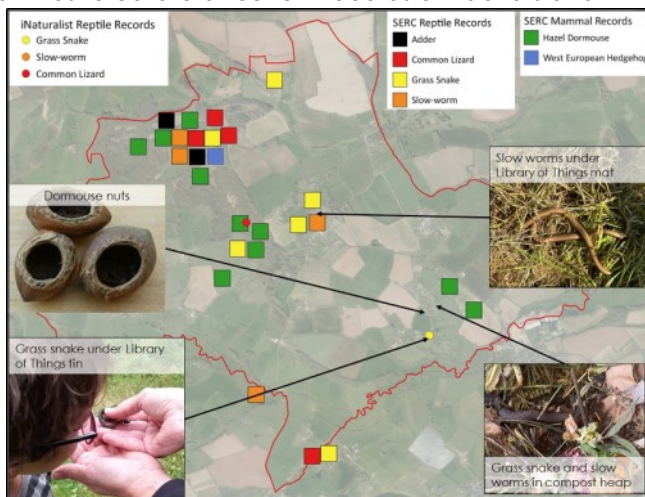 iNaturalist Reptile Records
Grass Snake
Slow-worm
Common Lizard
SERC Reptile Records
Adder
Common Lizard
Grass Snake
Slow-worm
SERC Mammal Records
Hazel Dormouse
West European Hedgehog
Slow worms under
Library of Things mat
Dormouse nuts
Grass snake under Library
of Things tin
Grass snake and slow
worms in compost heap